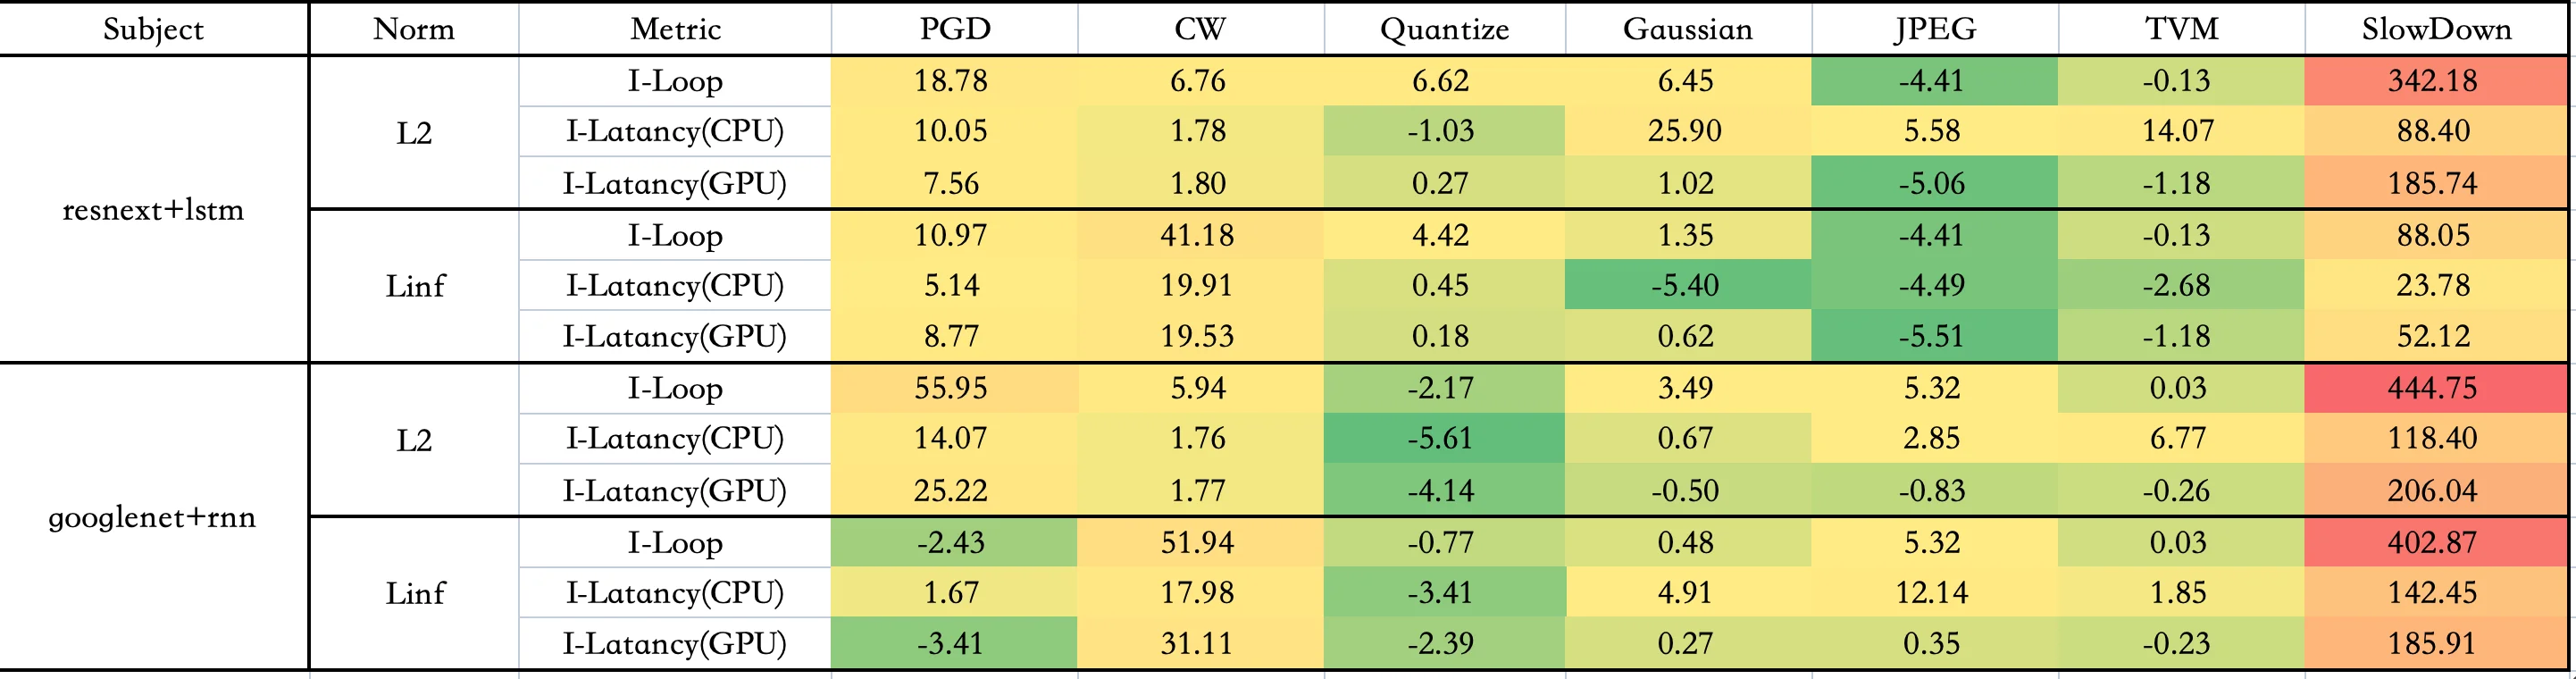 Subject Norm Metric PGD CW Quantize Gaussian JPEG TVM SlowDown
resnext+lstm L2 I-Loop 18.78 6.76 6.62 6.45 -4.41 -0.13 342.18
I-Latancy(CPU) 10.05 1.78 -1.03 25.90 5.58 14.07 88.40
I-Latancy(GPU) 7.56 1.80 0.27 1.02 -5.06 -1.18 185.74
Linf I-Loop 10.97 41.18 4.42 1.35 -4.41 -0.13 88.05
I-Latancy(CPU) 5.14 19.91 0.45 -5.40 -4.49 -2.68 23.78
I-Latancy(GPU) 8.77 19.53 0.18 0.62 -5.51 -1.18 52.12
googlenet+rnn L2 I-Loop 55.95 5.94 -2.17 3.49 5.32 0.03 444.75
I-Latancy(CPU) 14.07 1.76 -5.61 0.67 2.85 6.77 118.40
I-Latancy(GPU) 25.22 1.77 -4.14 -0.50 -0.83 -0.26 206.04
Linf I-Loop -2.43 51.94 -0.77 0.48 5.32 0.03 402.87
I-Latancy(CPU) 1.67 17.98 -3.41 4.91 12.14 1.85 142.45
I-Latancy(GPU) -3.41 31.11 -2.39 0.27 0.35 -0.23 185.91